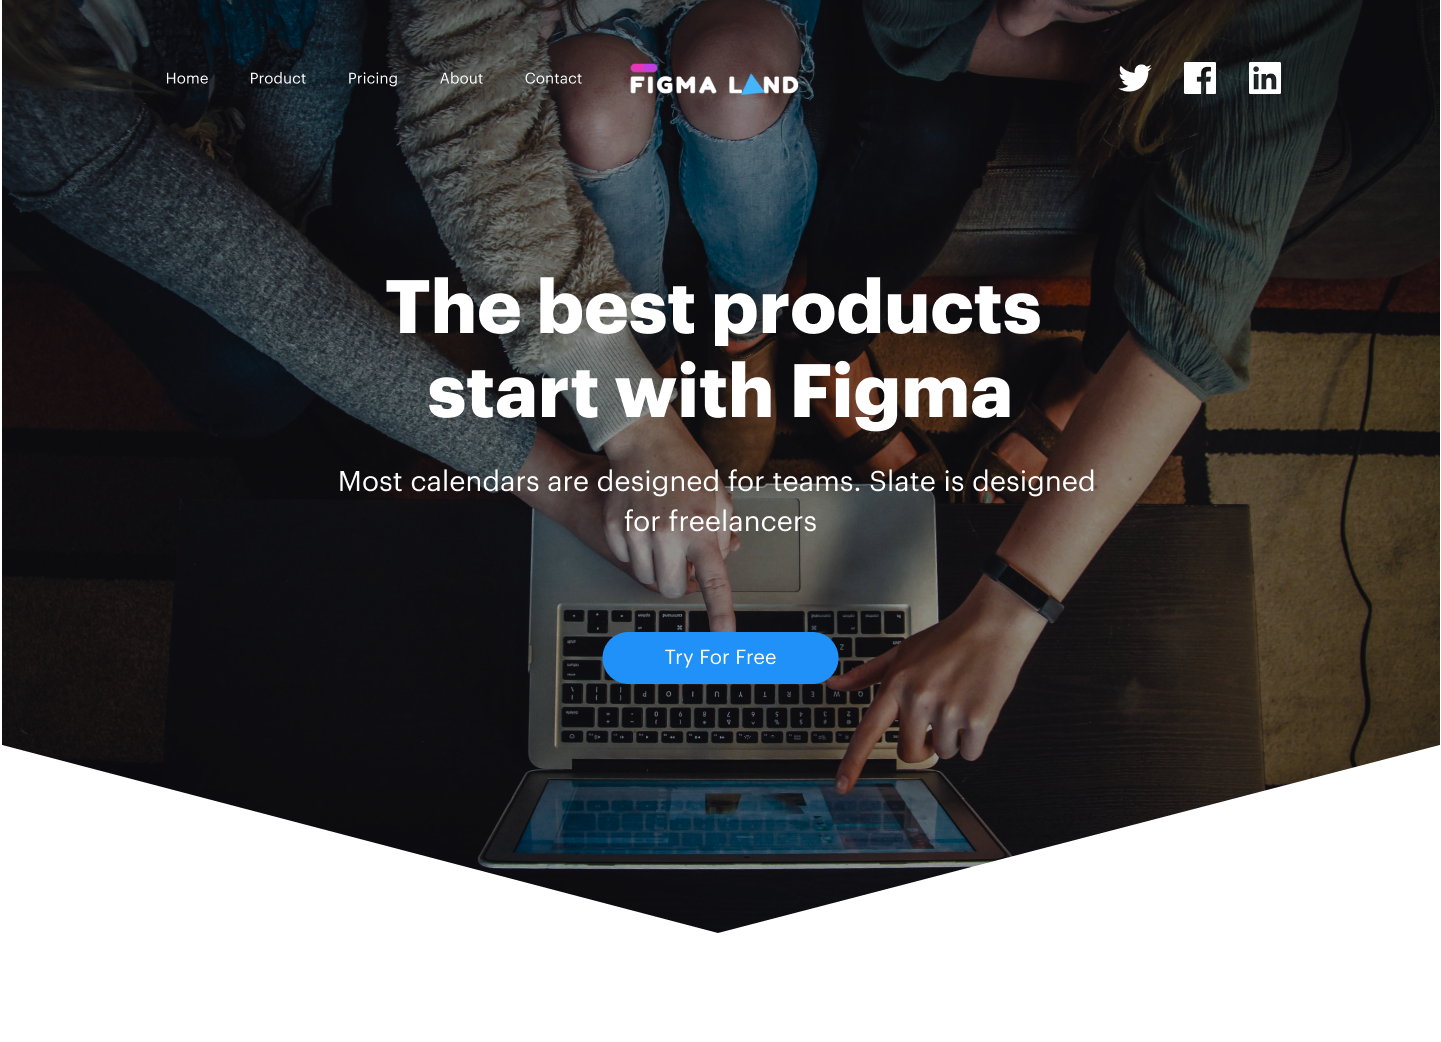 Home Product Pricing About Contact FIGMA LAND
The best products
start with Figma
Most calendars are designed for teams. Slate is designed
for freelancers
Try For Free